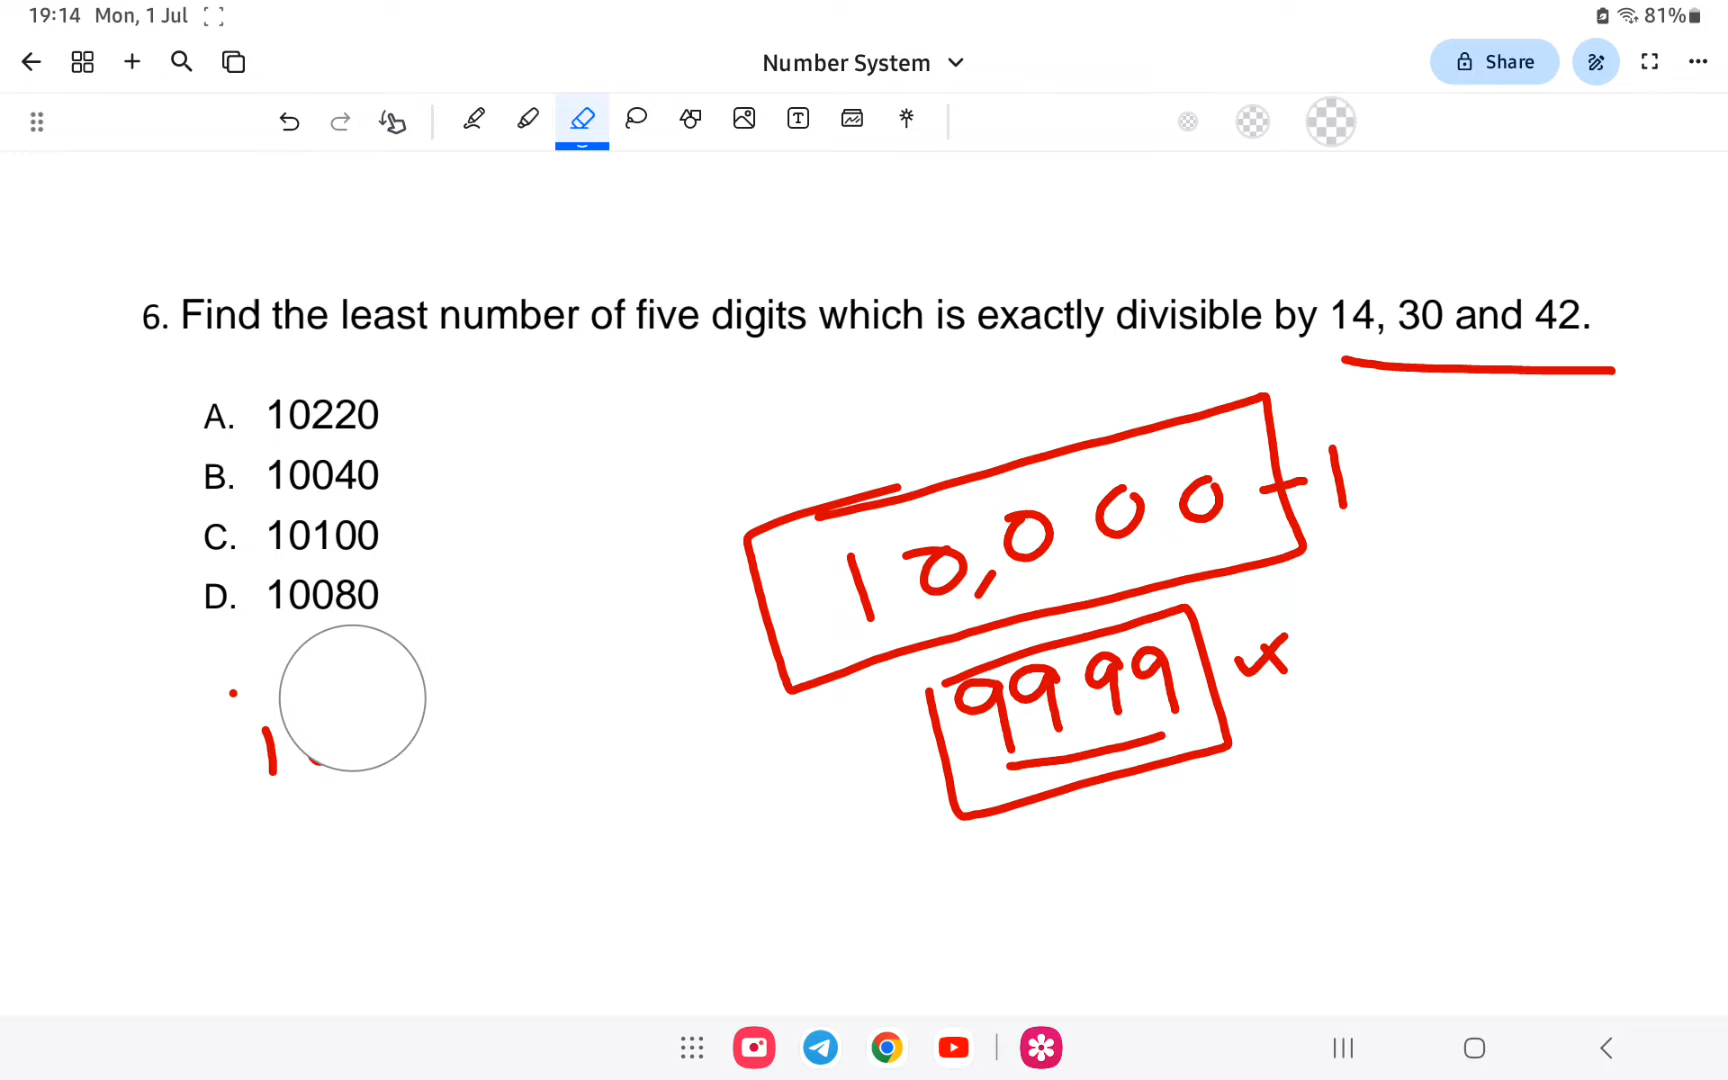 19:14 Mon, 1 Jul
81%
Number System
Share
6. Find the least number of five digits which is exactly divisible by 14, 30 and 42.
A. 10220
B. 10040
C. 10100
D. 10080
10,000-1
9999
1